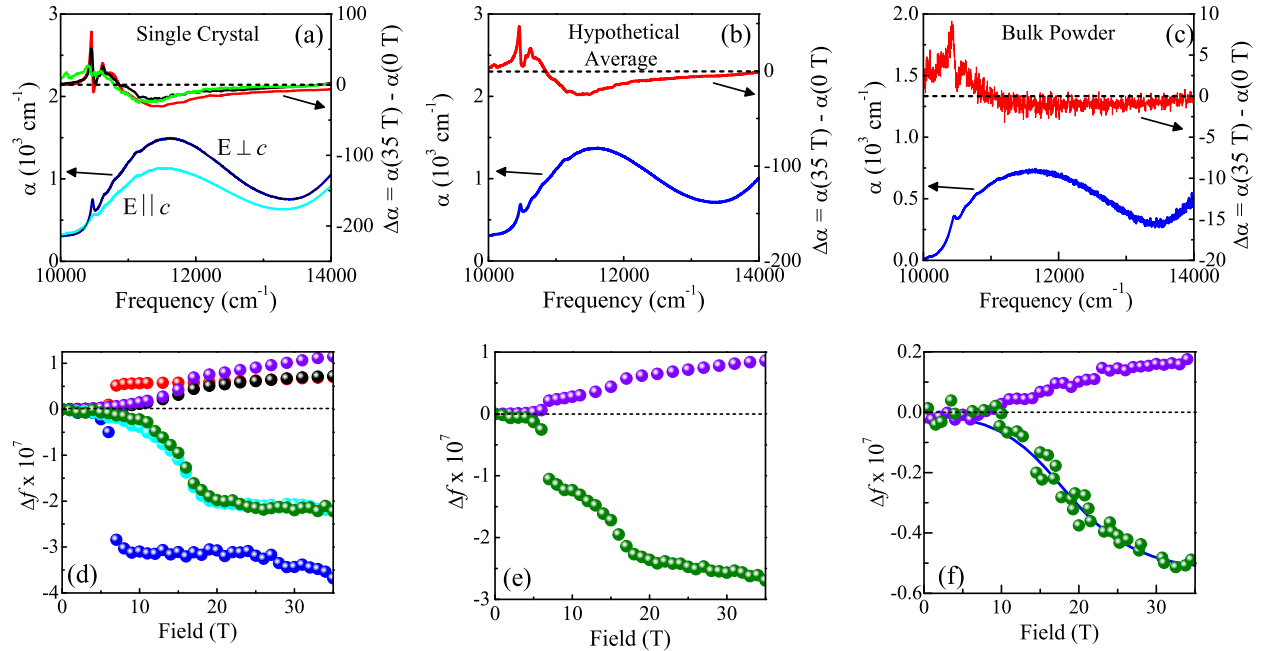 Single Crystal
(a)
E⊥c
E||c
3
2
1
0
α (10³ cm⁻¹)
100
50
0
-50
-100
-150
-200
Δα = α(35 T) - α(0 T)
10000
12000
14000
Frequency (cm⁻¹)
Hypothetical
Average
(b)
3
2
1
0
α (10³ cm⁻¹)
100
0
-100
-200
Δα = α(35 T) - α(0 T)
10000
12000
14000
Frequency (cm⁻¹)
Bulk Powder
(c)
2.0
1.5
1.0
0.5
0.0
α (10³ cm⁻¹)
10
5
0
-5
-10
-15
-20
Δα = α(35 T) - α(0 T)
10000
12000
14000
Frequency (cm⁻¹)
(d)
1
0
-1
-2
-3
-4
Δf x 10⁷
0
10
20
30
Field (T)
(e)
1
0
-1
-2
-3
Δf x 10⁷
0
10
20
30
Field (T)
(f)
0.2
0.0
-0.2
-0.4
-0.6
Δf x 10⁷
0
10
20
30
Field (T)